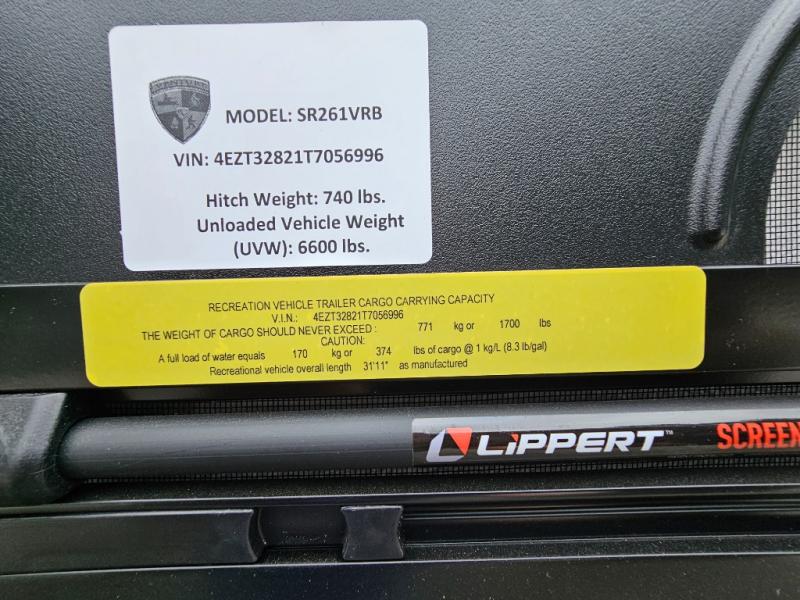 MODEL: SR261VRB
VIN: 4EZT32821T7056996
Hitch Weight: 740 lbs.
Unloaded Vehicle Weight
(UVW): 6600 lbs.
RECREATION VEHICLE TRAILER CARGO CARRYING CAPACITY
V.I.N.: 4EZT32821T7056996
THE WEIGHT OF CARGO SHOULD NEVER EXCEED : 771 kg or 1700 lbs
CAUTION:
A full load of water equals 170 kg or 374 lbs of cargo @ 1 kg/L (8.3 lb/gal)
Recreational vehicle overall length 31'11" as manufactured
LiPPERT™ SCREEN